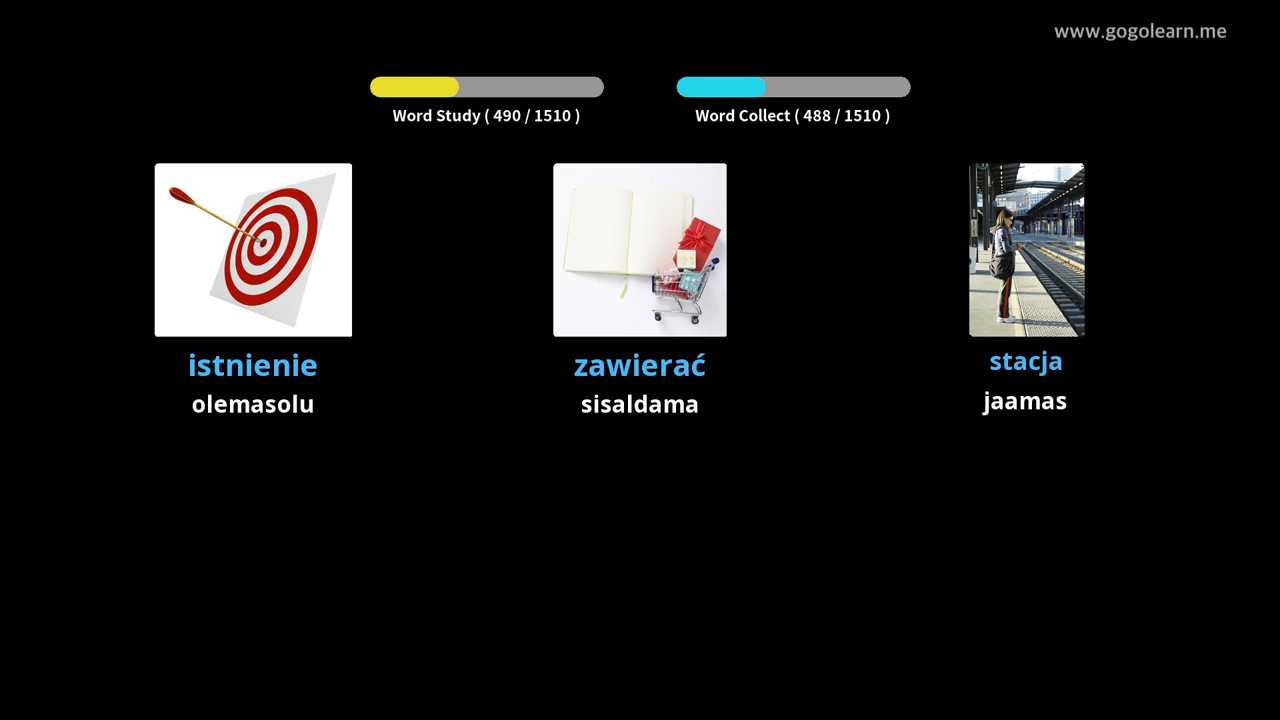 www.gogolearn.me
Word Study ( 490 / 1510 )
Word Collect ( 488 / 1510 )
istnienie
olemasolu
zawierać
sisaldama
stacja
jaamas